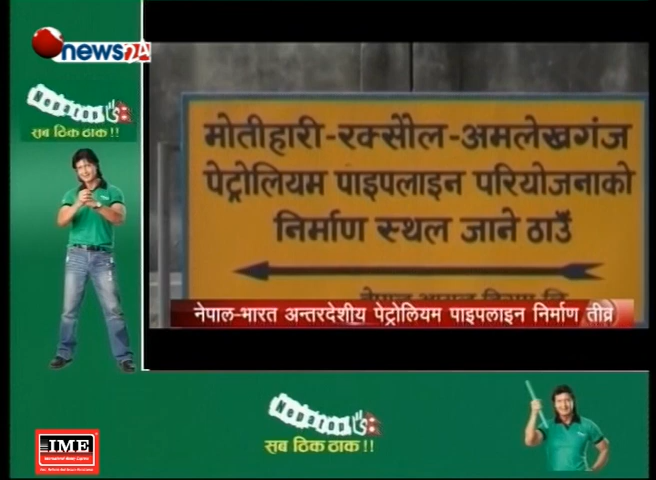 news24
सब ठिक ठाक !!
मोतीहारी-रक्सौल-अमलेखगंज
पेट्रोलियम पाइपलाइन परियोजनाको
निर्माण स्थल जाने ठाउँ
नेपाल-भारत अन्तरदेशीय पेट्रोलियम पाइपलाइन निर्माण तीव्र
सब ठिक ठाक !!
IME